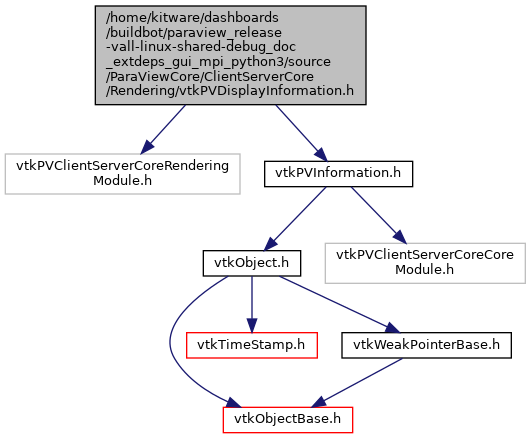 /home/kitware/dashboards
/buildbot/paraview_release
-vall-linux-shared-debug_doc
_extdeps_gui_mpi_python3/source
/ParaViewCore/ClientServerCore
/Rendering/vtkPVDisplayInformation.h
vtkPVClientServerCoreRendering
Module.h
vtkPVInformation.h
vtkObject.h
vtkPVClientServerCoreCore
Module.h
vtkTimeStamp.h
vtkWeakPointerBase.h
vtkObjectBase.h